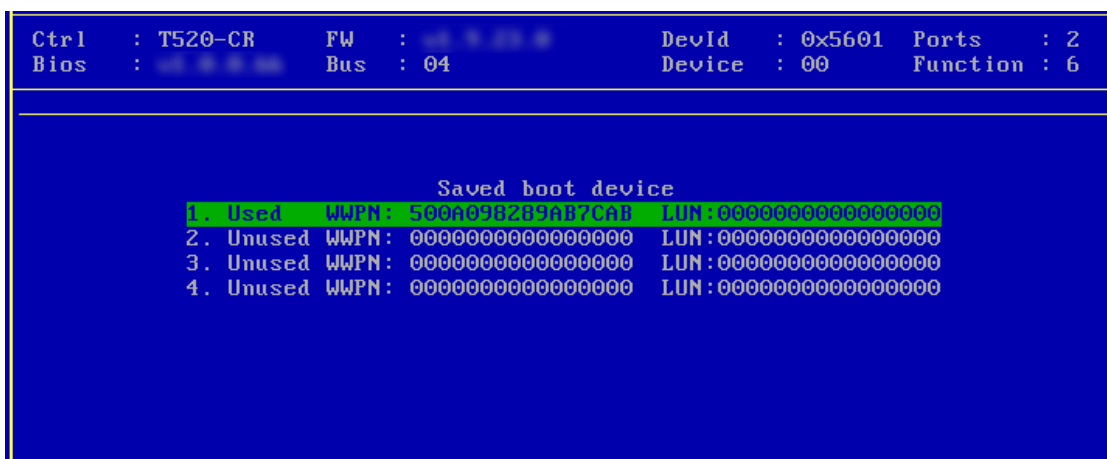 Ctrl : T520-CR FW : DevId : 0x5601 Ports : 2
Bios : Bus : 04 Device : 00 Function : 6
Saved boot device
1. Used WWPN: 500A098289AB7CAB LUN:0000000000000000
2. Unused WWPN: 0000000000000000 LUN:0000000000000000
3. Unused WWPN: 0000000000000000 LUN:0000000000000000
4. Unused WWPN: 0000000000000000 LUN:0000000000000000